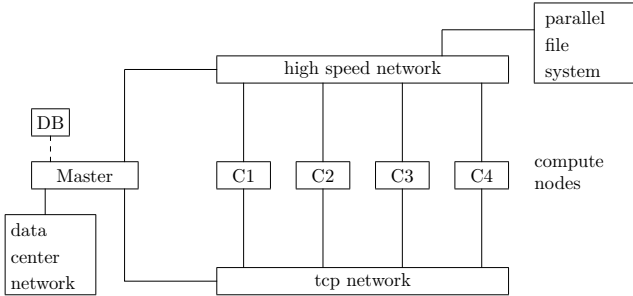 parallel
file
system
high speed network
DB
Master
C1
C2
C3
C4
compute
nodes
data
center
network
tcp network